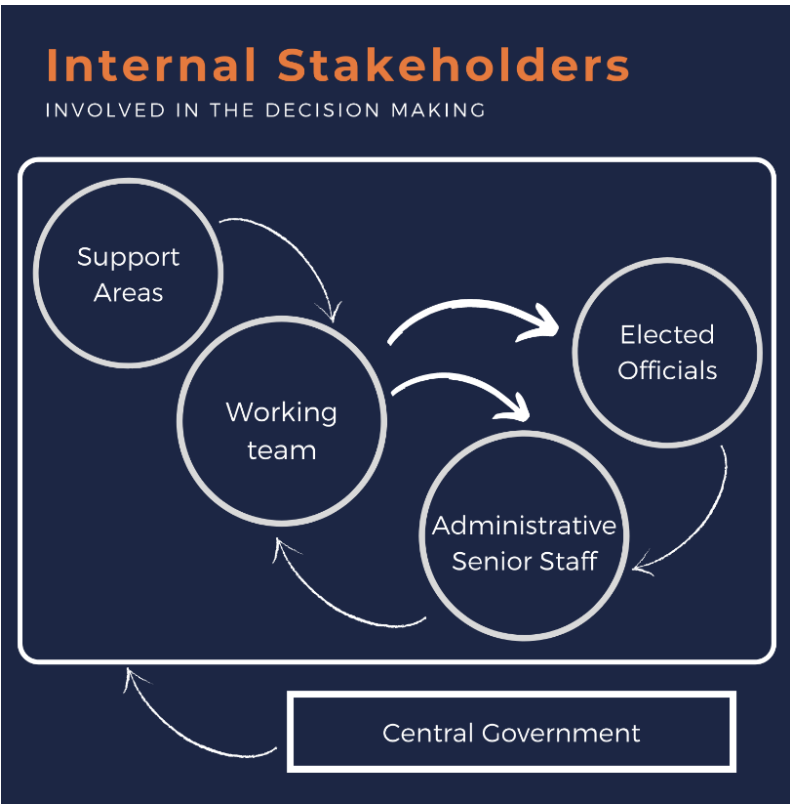 Internal Stakeholders
INVOLVED IN THE DECISION MAKING
Support
Areas
Working
team
Elected
Officials
Administrative
Senior Staff
Central Government